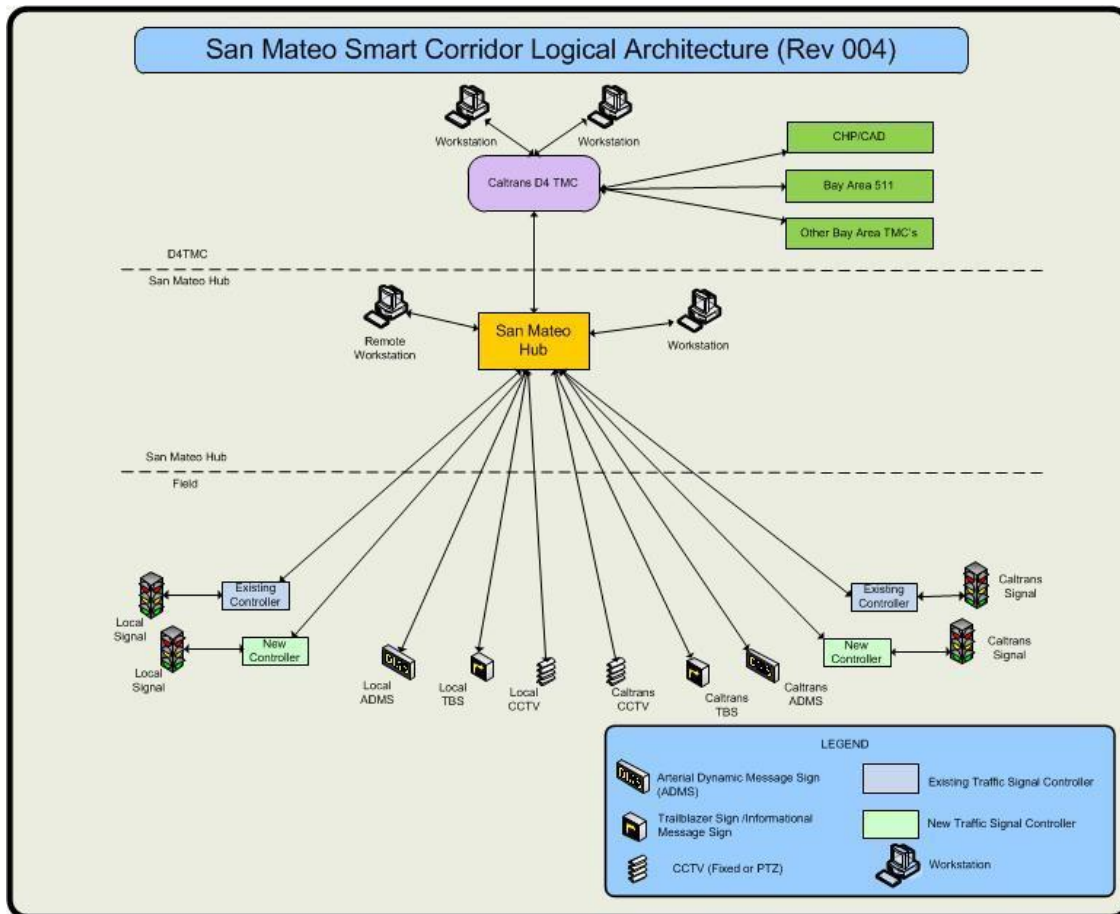 San Mateo Smart Corridor Logical Architecture (Rev 004)
Workstation
Workstation
CHP/CAD
Caltrans D4 TMC
Bay Area 511
Other Bay Area TMC's
D4TMC
San Mateo Hub
Remote
Workstation
San Mateo
Hub
Workstation
San Mateo Hub
Field
Local
Signal
Existing
Controller
Existing
Controller
Caltrans
Signal
Local
Signal
New
Controller
New
Controller
Caltrans
Signal
DMS
Local
ADMS
Local
TBS
Local
CCTV
Caltrans
CCTV
Caltrans
TBS
DMS
Caltrans
ADMS
LEGEND
DMS
Arterial Dynamic Message Sign
(ADMS)
Existing Traffic Signal Controller
Trailblazer Sign /Informational
Message Sign
New Traffic Signal Controller
CCTV (Fixed or PTZ)
Workstation